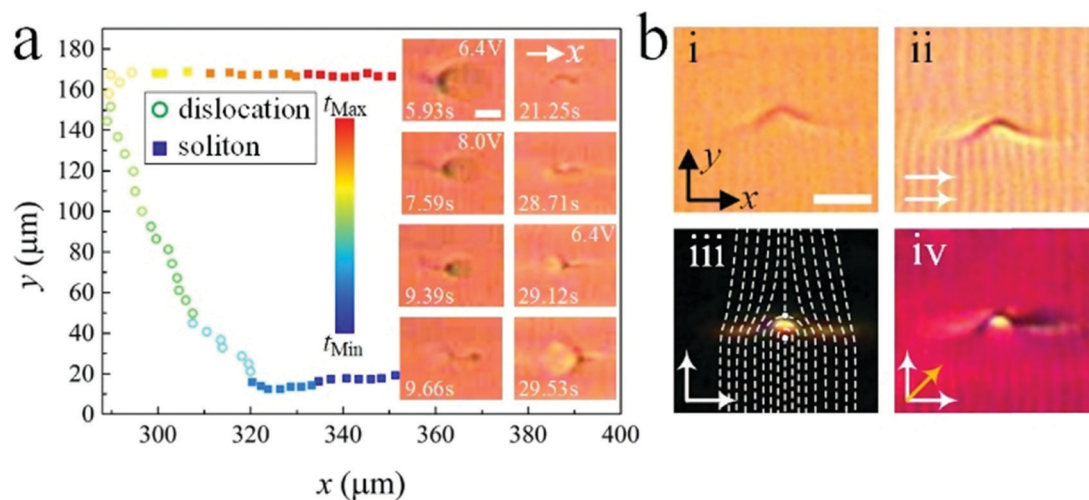 a
y (μm)
180
160
140
120
100
80
60
40
20
0
300
320
340
360
380
400
x (μm)
dislocation
soliton
tMax
tMin
6.4V
5.93s
x
21.25s
8.0V
7.59s
28.71s
6.4V
9.39s
29.12s
9.66s
29.53s
b
i
y
x
ii
iii
iv